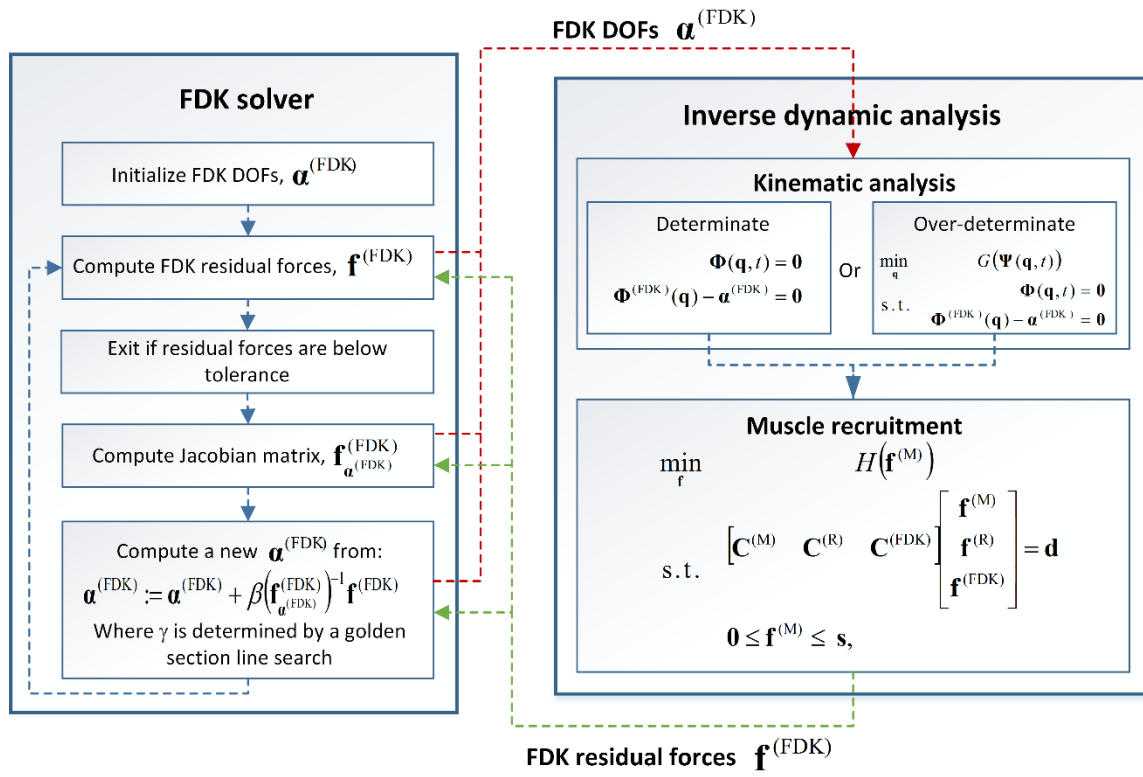 FDK DOFs α^(FDK)
FDK solver
Initialize FDK DOFs, α^(FDK)
Compute FDK residual forces, f^(FDK)
Exit if residual forces are below
tolerance
Compute Jacobian matrix, f_α^(FDK)^(FDK)
Compute a new α^(FDK) from:
α^(FDK) := α^(FDK) + β(f_α^(FDK)^(FDK))^-1 f^(FDK)
Where γ is determined by a golden
section line search
Inverse dynamic analysis
Kinematic analysis
Determinate
Φ(q,t) = 0
Φ^(FDK)(q) − α^(FDK) = 0
Or
Over-determinate
min G(Ψ(q,t))
q
s.t. Φ(q,t) = 0
Φ^(FDK)(q) − α^(FDK) = 0
Muscle recruitment
min H(f^(M))
f
s.t. [C^(M) C^(R) C^(FDK)] [f^(M) f^(R) f^(FDK)] = d
0 ≤ f^(M) ≤ s,
FDK residual forces f^(FDK)